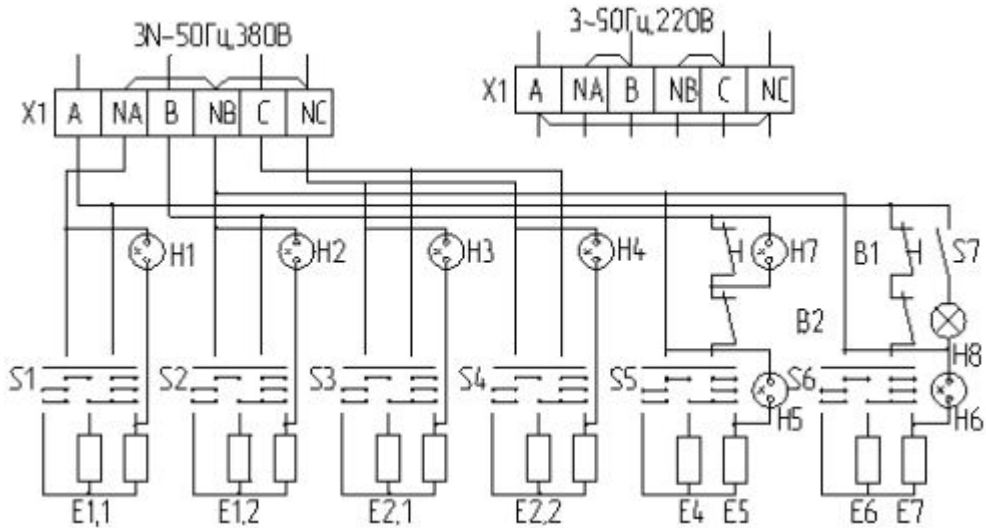 3N~50Гц,380В
3~50Гц,220В
X1 A NA B NB C NC
X1 A NA B NB C NC
H1 H2 H3 H4 H H7 B1 H S7
B2
H8
S1 S2 S3 S4 S5 S6
H5 H6
E1,1 E1,2 E2,1 E2,2 E4 E5 E6 E7